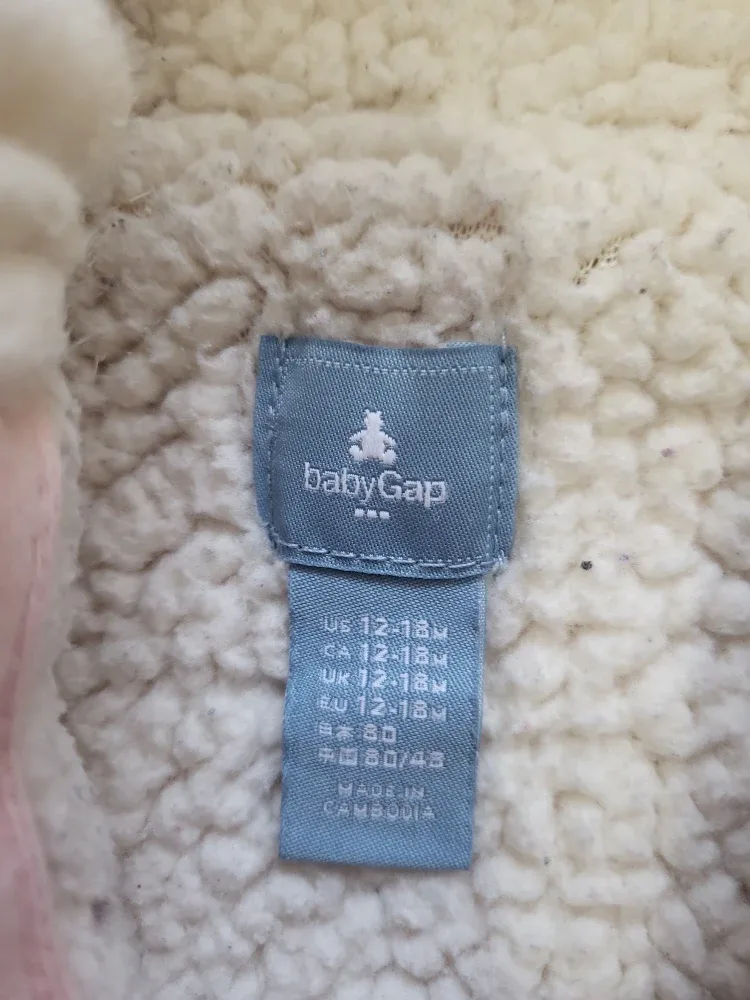 babyGap
US 12-18M
CA 12-18M
UK 12-18M
EU 12-18M
日本 80
中国 80/48
MADE IN
CAMBODIA